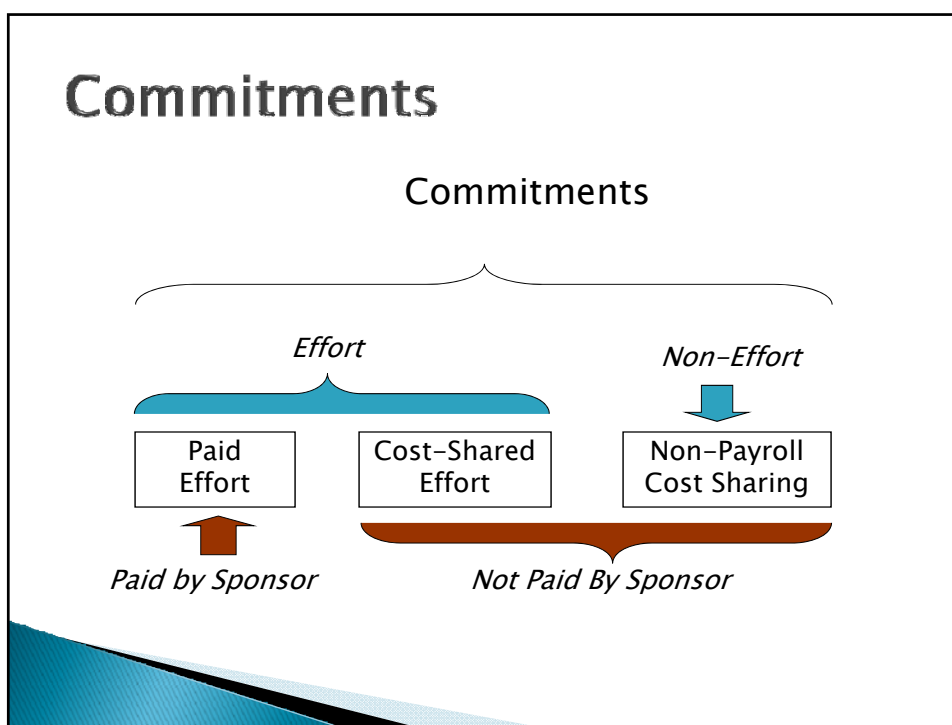 Commitments
Commitments
Effort
Non-Effort
Paid
Effort
Cost-Shared
Effort
Non-Payroll
Cost Sharing
Paid by Sponsor
Not Paid By Sponsor